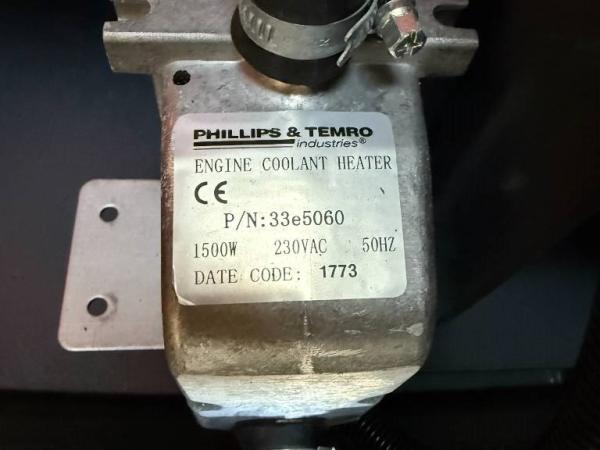 PHILLIPS & TEMRO
industries®
ENGINE COOLANT HEATER
CE
P/N:33e5060
1500W 230VAC 50HZ
DATE CODE: 1773